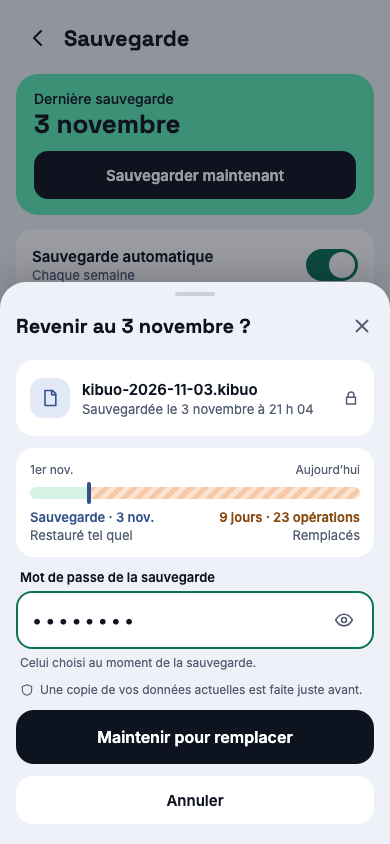 Sauvegarde
Dernière sauvegarde
3 novembre
Sauvegarder maintenant
Sauvegarde automatique
Chaque semaine
Revenir au 3 novembre ?
kibuo-2026-11-03.kibuo
Sauvegardée le 3 novembre à 21 h 04
1er nov.
Aujourd’hui
Sauvegarde · 3 nov.
9 jours · 23 opérations
Restauré tel quel
Remplacés
Mot de passe de la sauvegarde
Celui choisi au moment de la sauvegarde.
Une copie de vos données actuelles est faite juste avant.
Maintenir pour remplacer
Annuler